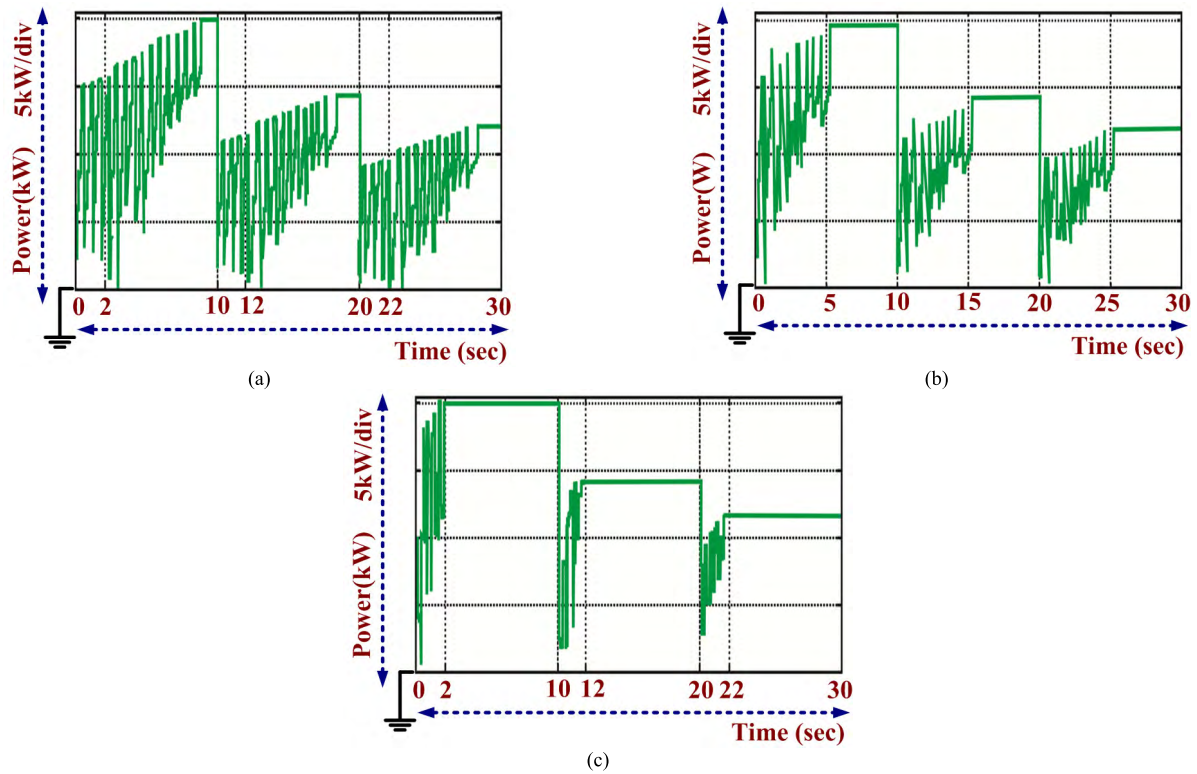 5kW/div
Power(kW)
0 2 10 12 20 22 30
Time (sec)
(a)
5kW/div
Power(W)
0 5 10 15 20 25 30
Time (sec)
(b)
5kW/div
Power(kW)
0 2 10 12 20 22 30
Time (sec)
(c)